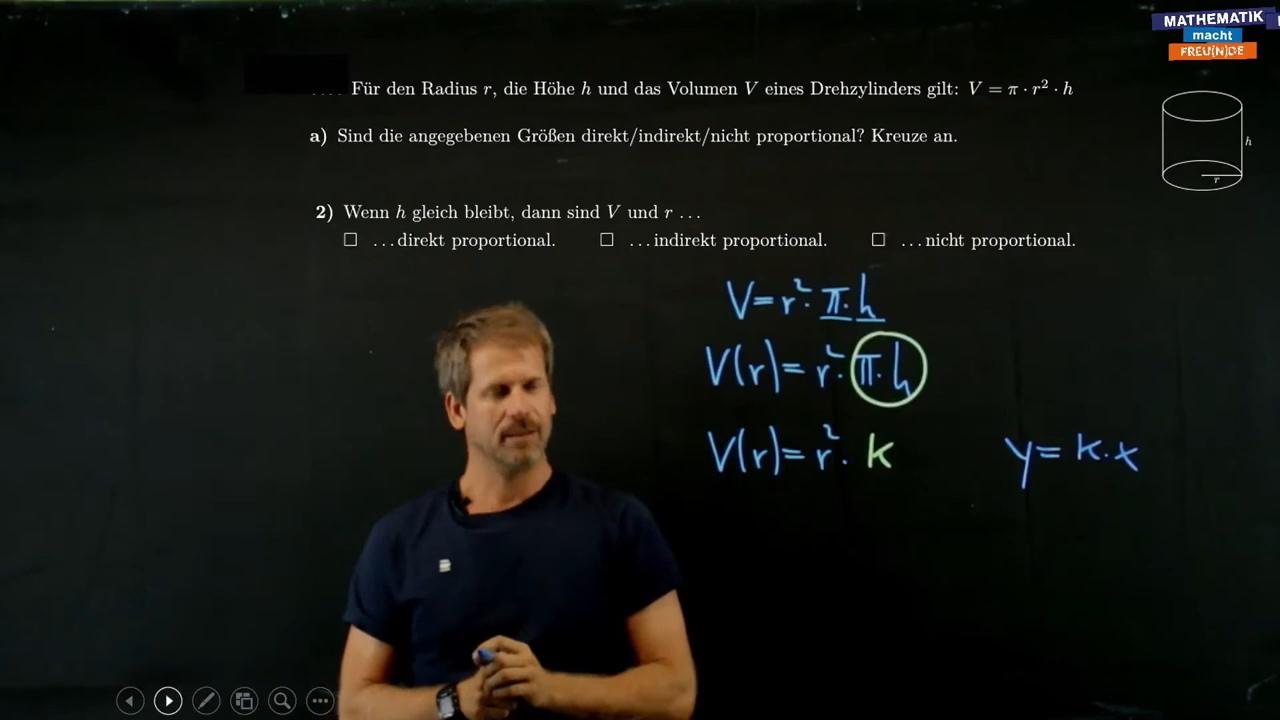 MATHEMATIK
macht
FREU(N)DE
Für den Radius r, die Höhe h und das Volumen V eines Drehzylinders gilt: V = π · r² · h
a) Sind die angegebenen Größen direkt/indirekt/nicht proportional? Kreuze an.
h
r
2) Wenn h gleich bleibt, dann sind V und r ...
☐ ...direkt proportional. ☐ ...indirekt proportional. ☐ ...nicht proportional.
V = r² · π · h
V(r) = r² · π · h
V(r) = r² · k y = k · x